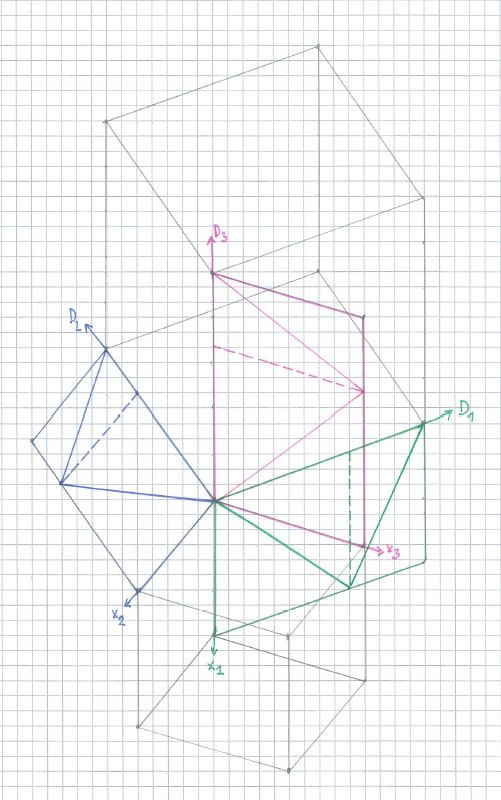 D₃
D₂
D₁
x₃
x₂
x₁